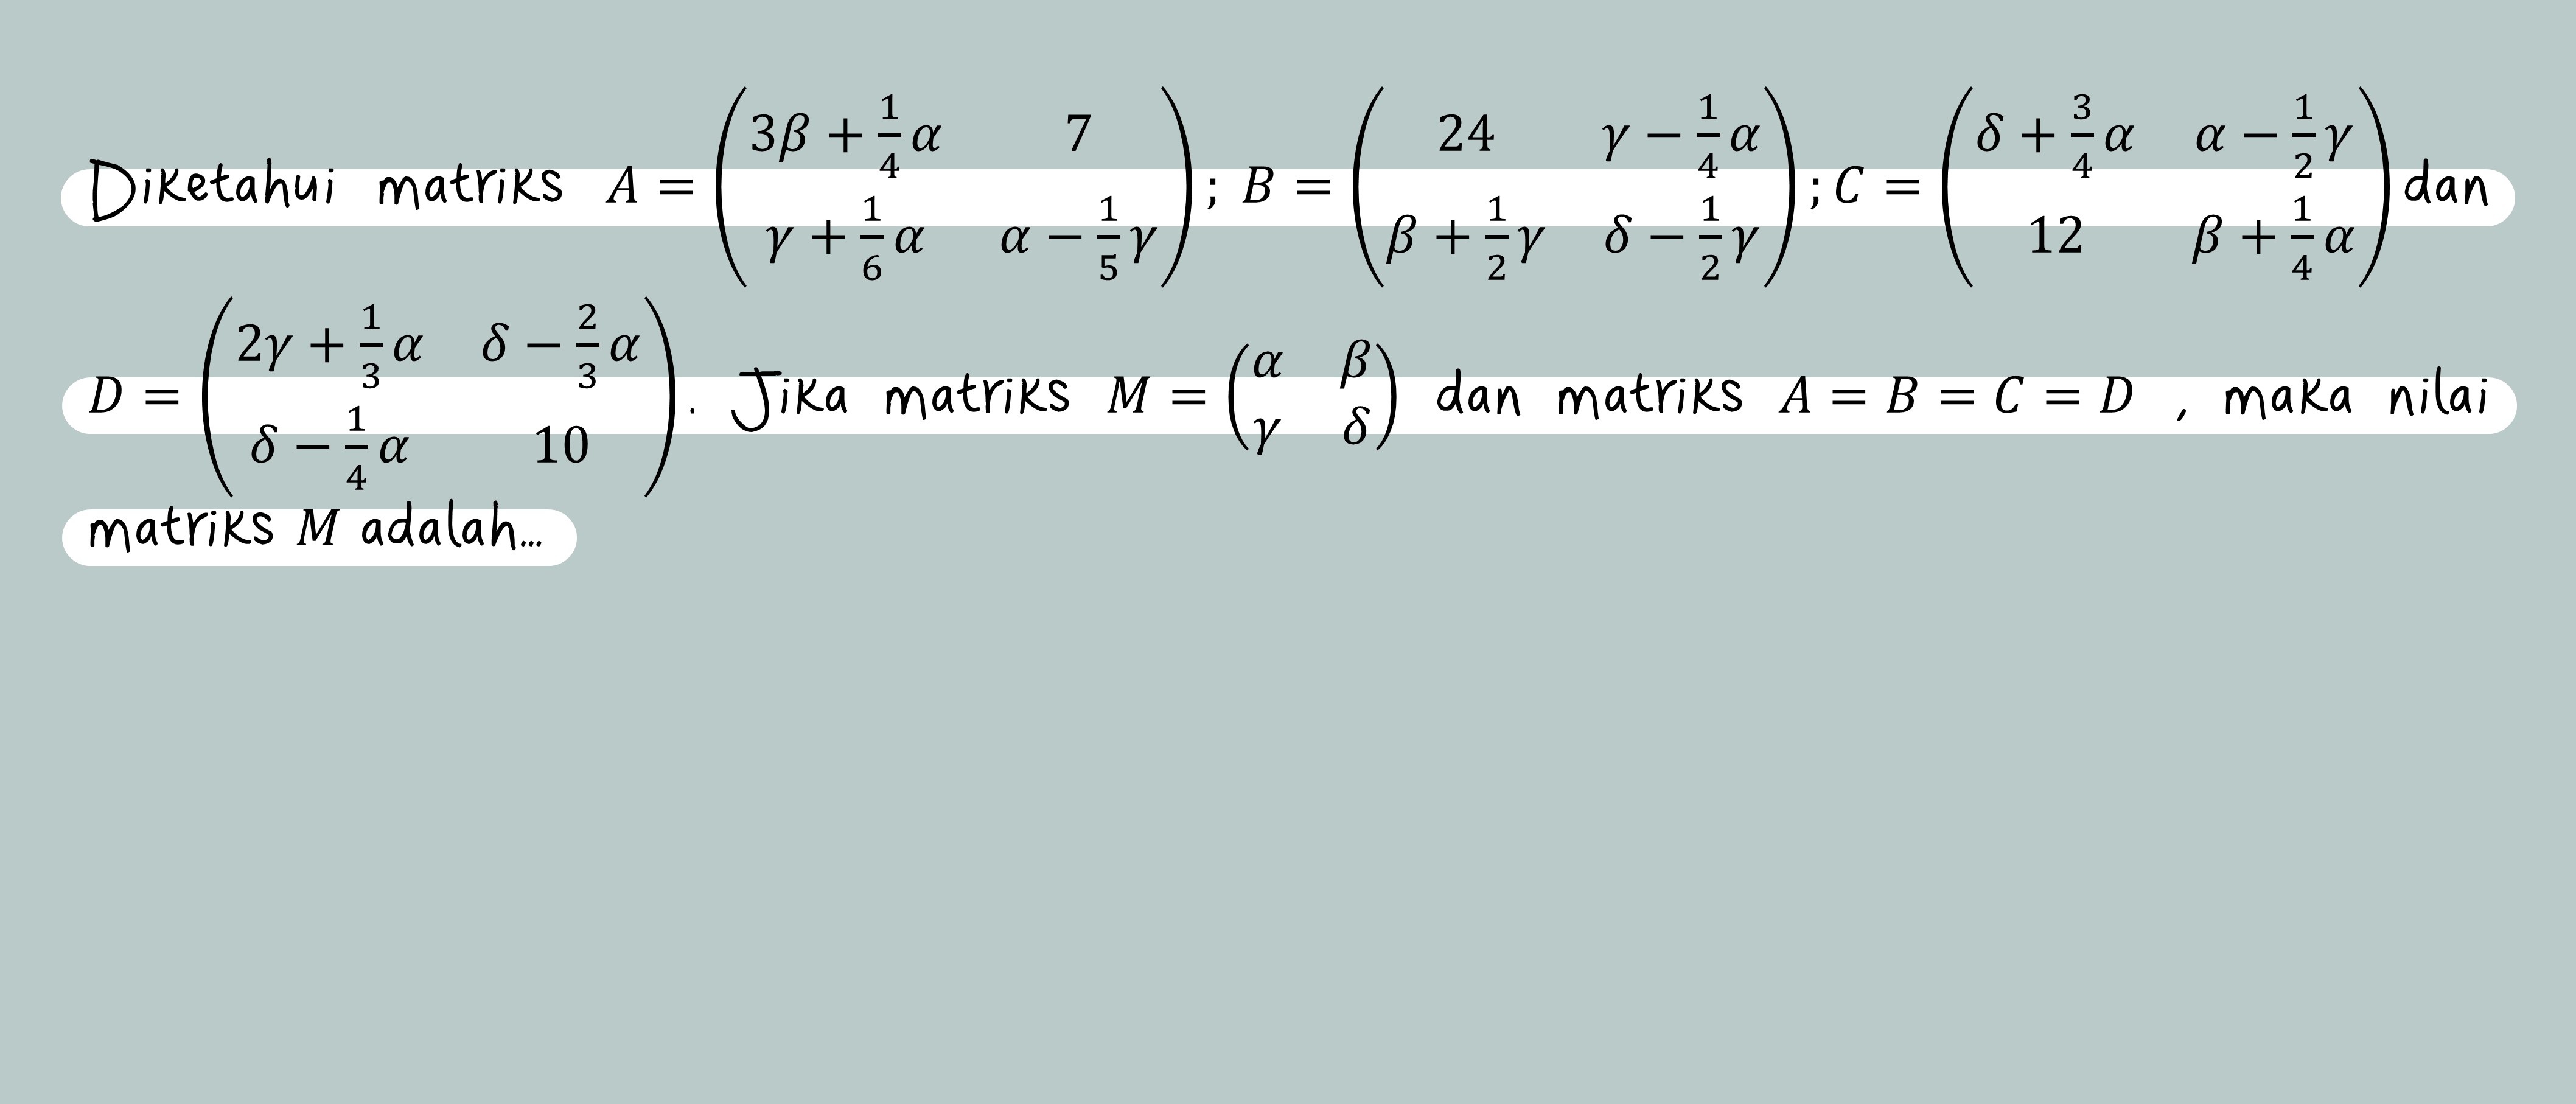 Diketahui matriks $A = \begin{pmatrix} 3\beta + \frac{1}{4}\alpha & 7 \\ \gamma + \frac{1}{6}\alpha & \alpha - \frac{1}{5}\gamma \end{pmatrix}$; $B = \begin{pmatrix} 24 & \gamma - \frac{1}{4}\alpha \\ \beta + \frac{1}{2}\gamma & \delta - \frac{1}{2}\gamma \end{pmatrix}$; $C = \begin{pmatrix} \delta + \frac{3}{4}\alpha & \alpha - \frac{1}{2}\gamma \\ 12 & \beta + \frac{1}{4}\alpha \end{pmatrix}$ dan
$D = \begin{pmatrix} 2\gamma + \frac{1}{3}\alpha & \delta - \frac{2}{3}\alpha \\ \delta - \frac{1}{4}\alpha & 10 \end{pmatrix}$. Jika matriks $M = \begin{pmatrix} \alpha & \beta \\ \gamma & \delta \end{pmatrix}$ dan matriks $A = B = C = D$ , maka nilai
matriks $M$ adalah...